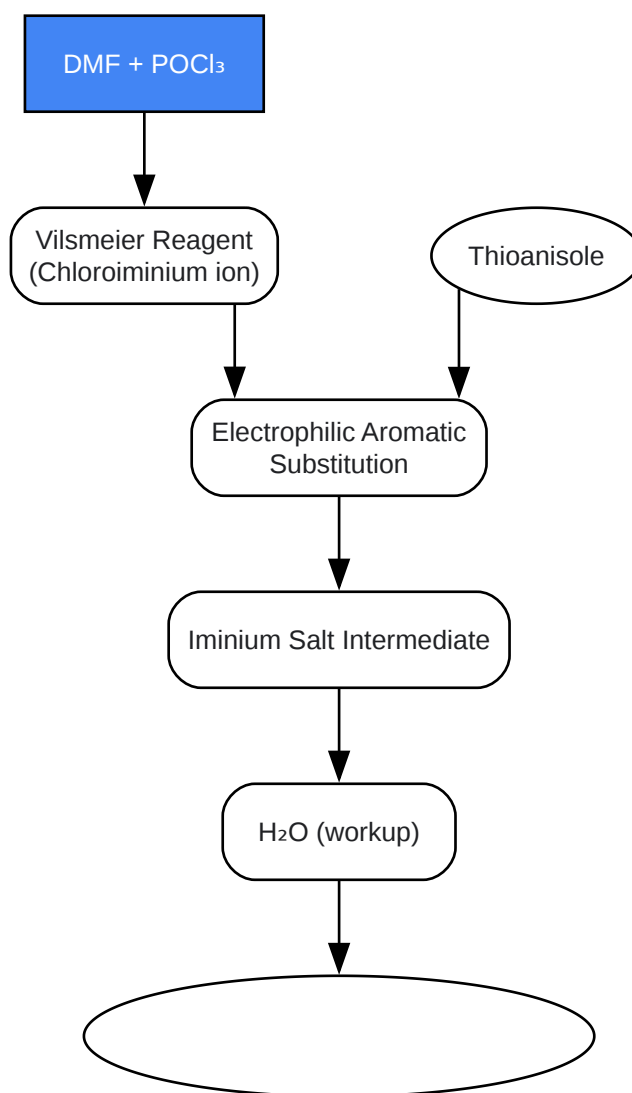 DMF + POCl₃
Vilsmeier Reagent
(Chloroiminium ion)
Thioanisole
Electrophilic Aromatic
Substitution
Iminium Salt Intermediate
H₂O (workup)